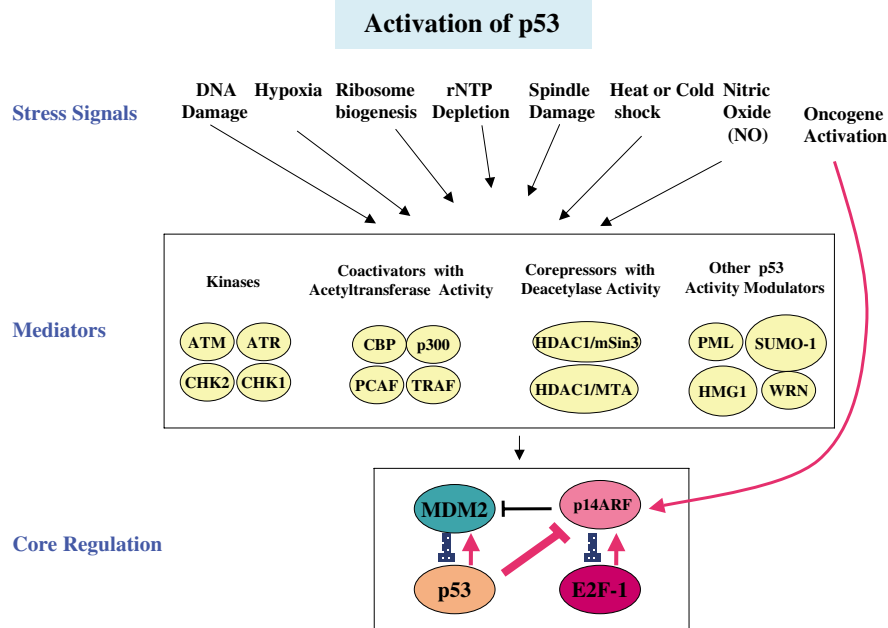 Activation of p53
Stress Signals
DNA
Damage
Hypoxia
Ribosome
biogenesis
rNTP
Depletion
Spindle
Damage
Heat or Cold
shock
Nitric
Oxide
(NO)
Oncogene
Activation
Mediators
Kinases
Coactivators with
Acetyltransferase Activity
Corepressors with
Deacetylase Activity
Other p53
Activity Modulators
ATM
ATR
CHK2
CHK1
CBP
p300
PCAF
TRAF
HDAC1/mSin3
HDAC1/MTA
PML
SUMO-1
HMG1
WRN
Core Regulation
MDM2
p14ARF
p53
E2F-1